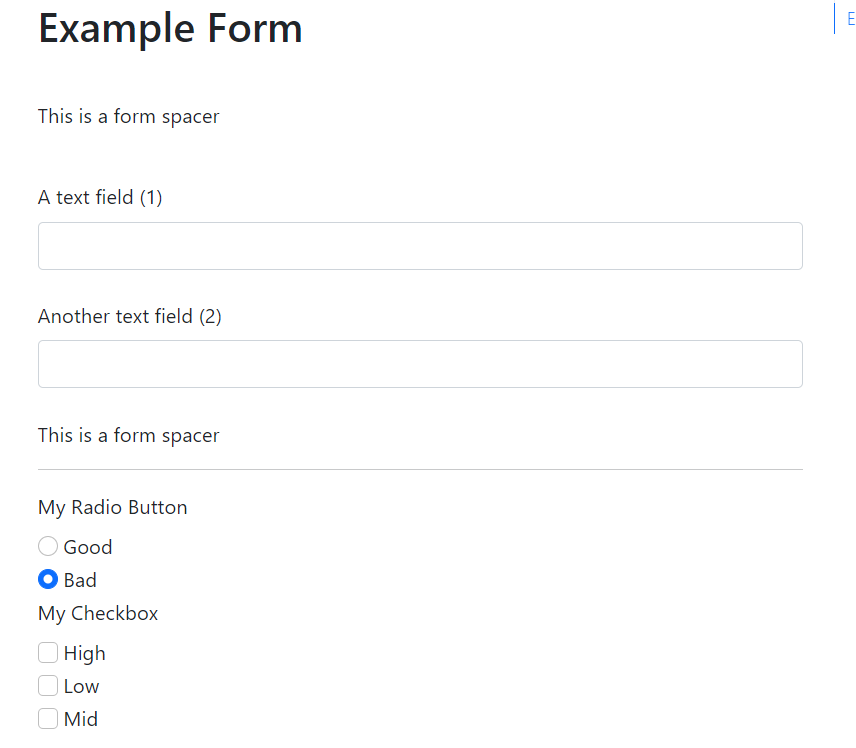 Example Form
E
This is a form spacer
A text field (1)
Another text field (2)
This is a form spacer
My Radio Button
Good
Bad
My Checkbox
High
Low
Mid